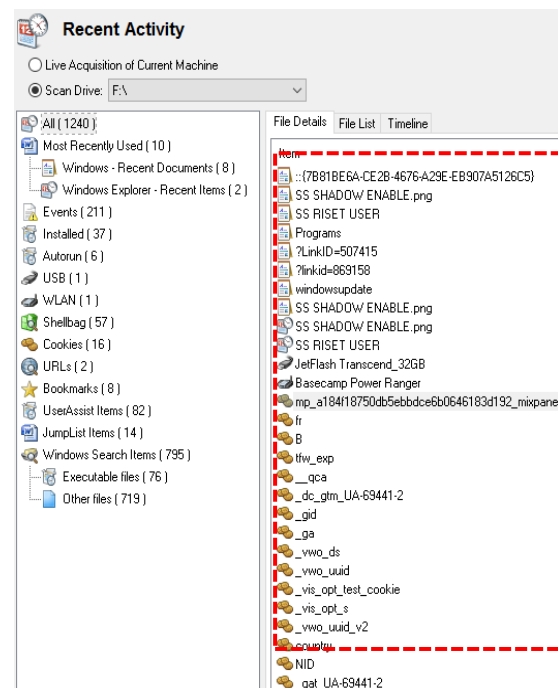 Recent Activity
Live Acquisition of Current Machine
Scan Drive: F:\
All ( 1240 )
Most Recently Used ( 10 )
Windows - Recent Documents ( 8 )
Windows Explorer - Recent Items ( 2 )
Events ( 211 )
Installed ( 37 )
Autorun ( 6 )
USB ( 1 )
WLAN ( 1 )
Shellbag ( 57 )
Cookies ( 16 )
URLs ( 2 )
Bookmarks ( 8 )
UserAssist Items ( 82 )
JumpList Items ( 14 )
Windows Search Items ( 795 )
Executable files ( 76 )
Other files ( 719 )
File Details File List Timeline
Item
::{7B81BE6A-CE2B-4676-A29E-EB907A5126C5}
SS SHADOW ENABLE.png
SS RISET USER
Programs
?LinkID=507415
?linkid=869158
windowsupdate
SS SHADOW ENABLE.png
SS SHADOW ENABLE.png
SS RISET USER
JetFlash Transcend_32GB
Basecamp Power Ranger
mp_a184f18750db5ebbdce6b0646183d192_mixpane
fr
B
tfw_exp
__qca
_dc_gtm_UA-69441-2
_gid
_ga
_vwo_ds
_vwo_uuid
_vis_opt_test_cookie
_vis_opt_s
_vwo_uuid_v2
country
NID
_gat_UA-69441-2